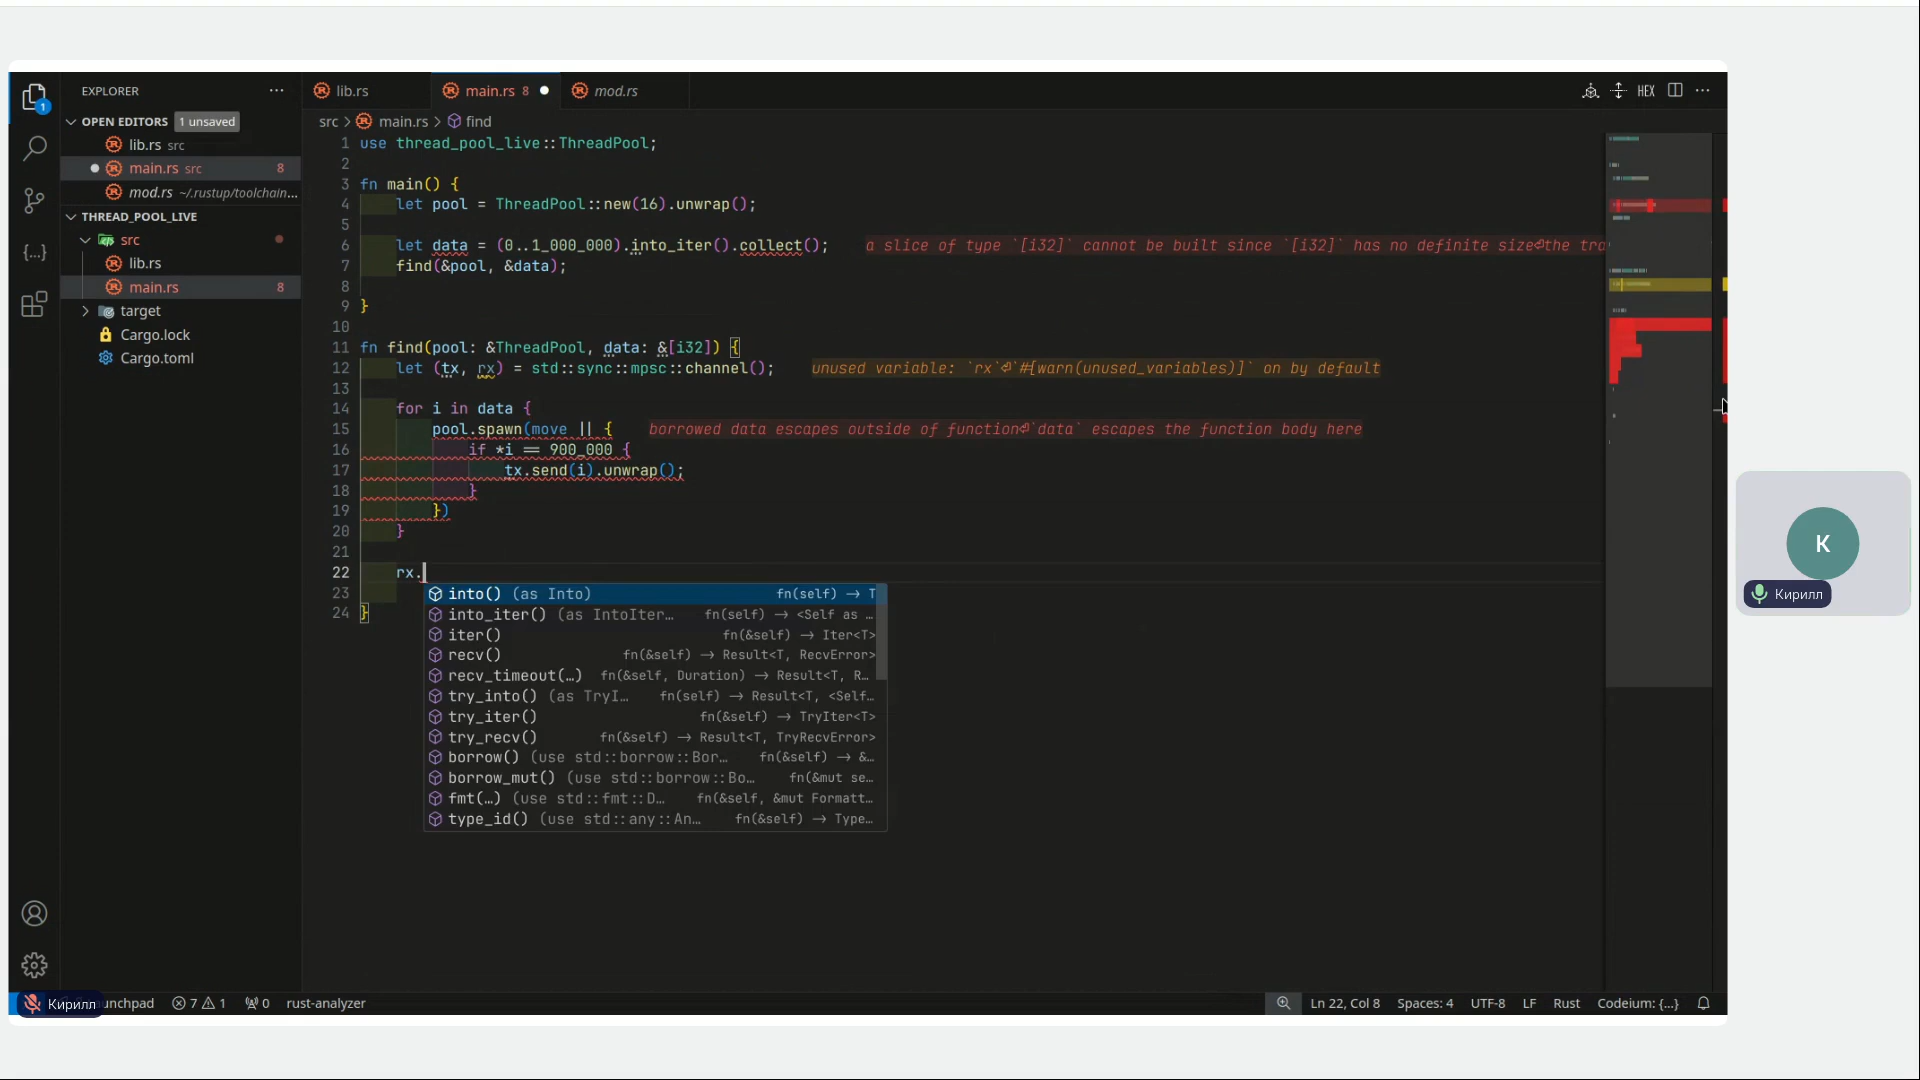 EXPLORER
OPEN EDITORS 1 unsaved
lib.rs src
main.rs src 8
mod.rs ~/.rustup/toolchain...
THREAD_POOL_LIVE
src
lib.rs
main.rs 8
target
Cargo.lock
Cargo.toml
1
lib.rs main.rs 8 mod.rs
HEX
src > main.rs > find
1 use thread_pool_live::ThreadPool;
2
3 fn main() {
4 let pool = ThreadPool::new(16).unwrap();
5
6 let data = (0..1_000_000).into_iter().collect(); a slice of type `[i32]` cannot be built since `[i32]` has no definite size⏎the tra
7 find(&pool, &data);
8
9 }
10
11 fn find(pool: &ThreadPool, data: &[i32]) {
12 let (tx, rx) = std::sync::mpsc::channel(); unused variable: `rx`⏎`#[warn(unused_variables)]` on by default
13
14 for i in data {
15 pool.spawn(move || { borrowed data escapes outside of function⏎`data` escapes the function body here
16 if *i == 900_000 {
17 tx.send(i).unwrap();
18 }
19 })
20 }
21
22 rx.
23
24 }
into() (as Into) fn(self) → T
into_iter() (as IntoIter… fn(self) → <Self as …
iter() fn(&self) → Iter<T>
recv() fn(&self) → Result<T, RecvError>
recv_timeout(…) fn(&self, Duration) → Result<T, R…
try_into() (as TryI… fn(self) → Result<T, <Self…
try_iter() fn(&self) → TryIter<T>
try_recv() fn(&self) → Result<T, TryRecvError>
borrow() (use std::borrow::Bor… fn(&self) → &…
borrow_mut() (use std::borrow::Bo… fn(&mut se…
fmt(…) (use std::fmt::D… fn(&self, &mut Formatt…
type_id() (use std::any::An… fn(&self) → Type…
К
Кирилл
Кирилл unchpad 7 1 0 rust-analyzer
Ln 22, Col 8 Spaces: 4 UTF-8 LF Rust Codeium: {...}